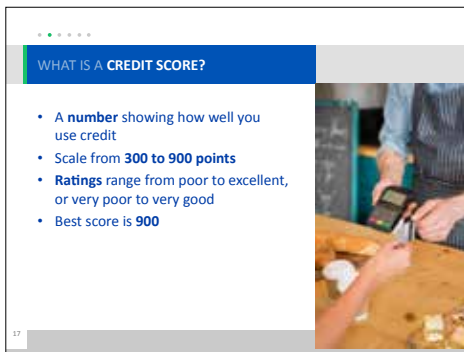 WHAT IS A CREDIT SCORE?
• A number showing how well you
use credit
• Scale from 300 to 900 points
• Ratings range from poor to excellent,
or very poor to very good
• Best score is 900
17